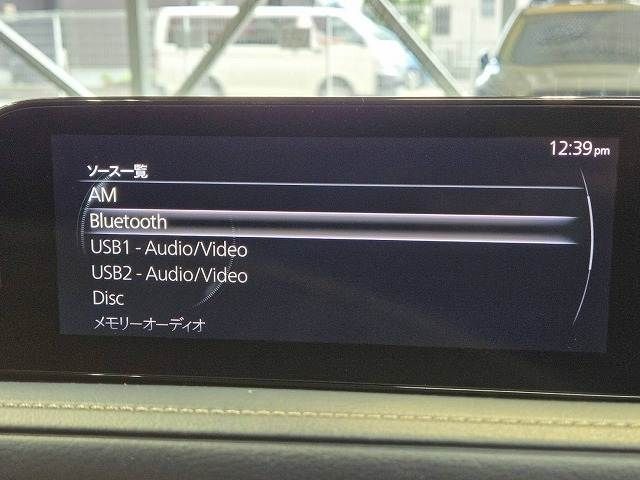 12:39pm
ソース一覧
AM
Bluetooth
USB1 - Audio/Video
USB2 - Audio/Video
Disc
メモリーオーディオ